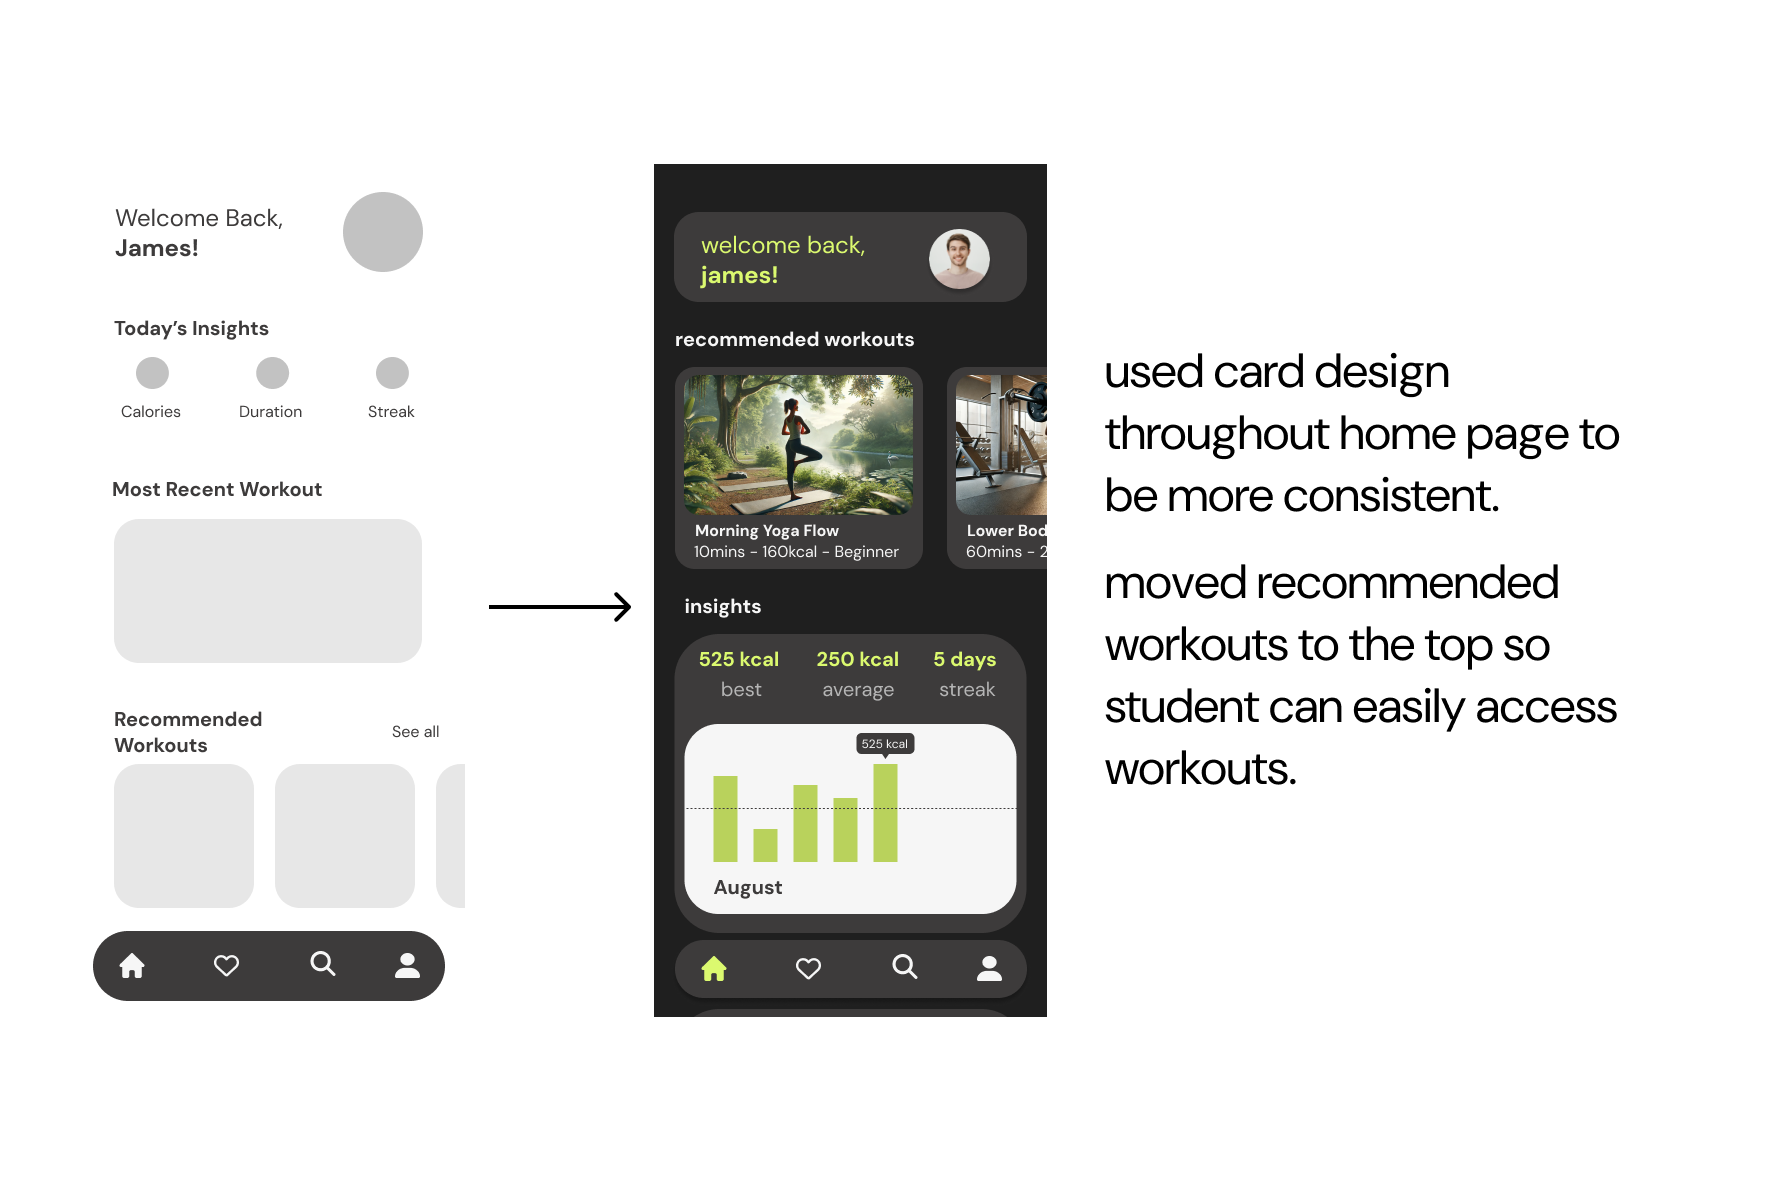 Welcome Back,
James!
Today’s Insights
Calories
Duration
Streak
Most Recent Workout
Recommended
Workouts
See all
welcome back,
james!
recommended workouts
Morning Yoga Flow
10mins - 160kcal - Beginner
Lower Bod
60mins - 2
insights
525 kcal
best
250 kcal
average
5 days
streak
525 kcal
August
used card design
throughout home page to
be more consistent.
moved recommended
workouts to the top so
student can easily access
workouts.